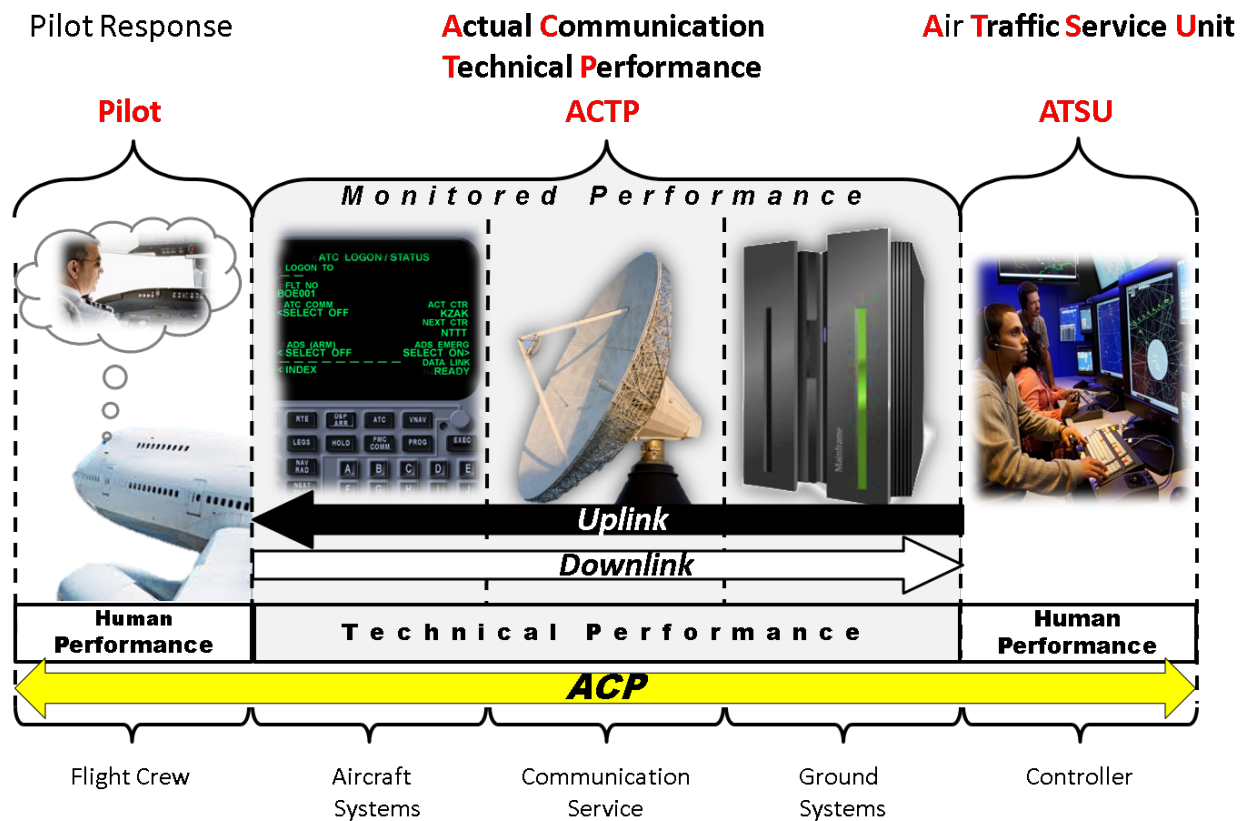 Pilot Response
Actual Communication
Technical Performance
Air Traffic Service Unit
Pilot
ACTP
ATSU
Monitored Performance
ATC LOGON / STATUS
LOGON TO
FLT NO
BOE001
ATC COMM
<SELECT OFF
ACT CTR
KZAK
NEXT CTR
NTTT
ADS (ARM)
<SELECT OFF
ADS EMERG
SELECT ON>
DATA LINK
<INDEX
READY
RTE
DEP
ARR
ATC
VNAV
LEGS
HOLD
FMC
COMM
PROG
EXEC
NAV
RAD
A
B
C
D
E
Mainframe
Uplink
Downlink
Human
Performance
Technical Performance
Human
Performance
ACP
Flight Crew
Aircraft
Systems
Communication
Service
Ground
Systems
Controller